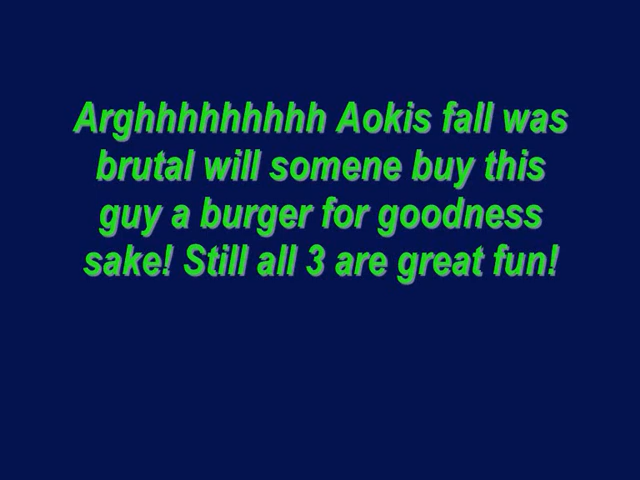 Arghhhhhhhhh Aokis fall was
brutal will somene buy this
guy a burger for goodness
sake! Still all 3 are great fun!